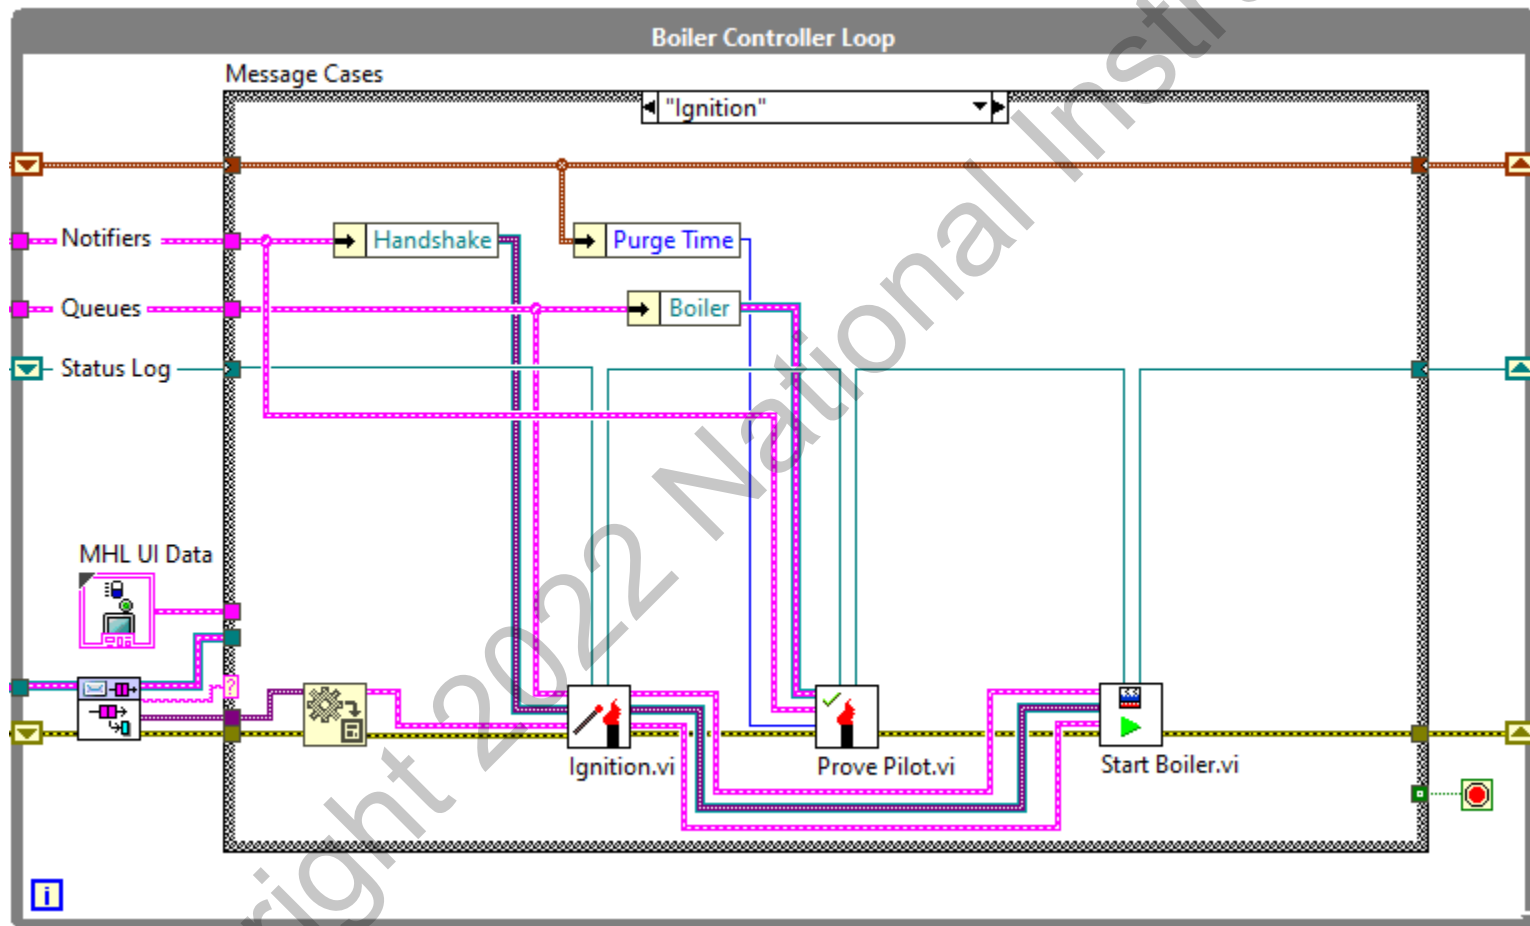 Boiler Controller Loop
Message Cases
"Ignition"
Notifiers
Handshake
Purge Time
Queues
Boiler
Status Log
MHL UI Data
?
Ignition.vi
Prove Pilot.vi
Start Boiler.vi
i
right 2022 National Instr